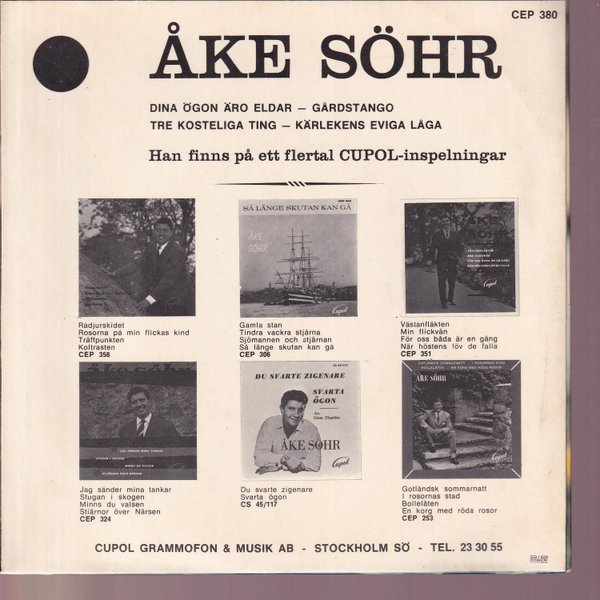 CEP 380
ÅKE SÖHR
DINA ÖGON ÄRO ELDAR – GÅRDSTANGO
TRE KOSTELIGA TING – KÄRLEKENS EVIGA LÅGA
Han finns på ett flertal CUPOL-inspelningar
Rådjurskidet
Rosorna på min flickas kind
Träffpunkten
Koltrasten
CEP 358
SÅ LÄNGE SKUTAN KAN GÅ
ÅKE
SÖHR
Cupol
Gamla stan
Tindra vackra stjärna
Sjömannen och stjärnan
Så länge skutan kan gå
CEP 306
ÅKE
SÖHR
Cupol
Västanfläkten
Min flickvän
För oss båda är en gång
När höstens löv de falla
CEP 351
Jag sänder mina tankar
Stugan i skogen
Minns du valsen
Stiärnor över Närsen
CEP 324
DU SVARTE ZIGENARE
SVARTA
ÖGON
ÅKE SÖHR
Cupol
Du svarte zigenare
Svarta ögon
CS 45/117
ÅKE SÖHR
Cupol
Gotländsk sommarnatt
I rosornas stad
Bollelåten
En korg med röda rosor
CEP 253
CUPOL GRAMMOFON & MUSIK AB - STOCKHOLM SÖ - TEL. 23 30 55